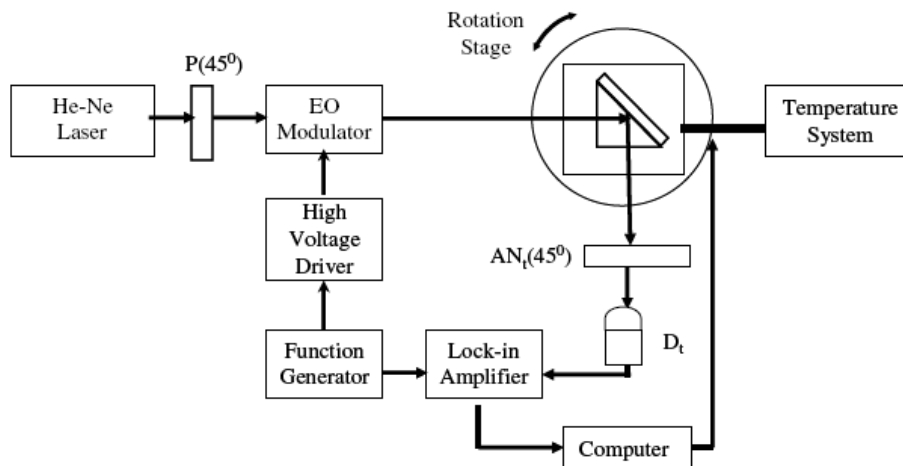 Rotation
Stage
P(45⁰)
He-Ne
Laser
EO
Modulator
Temperature
System
High
Voltage
Driver
ANₜ(45⁰)
Function
Generator
Lock-in
Amplifier
Dₜ
Computer